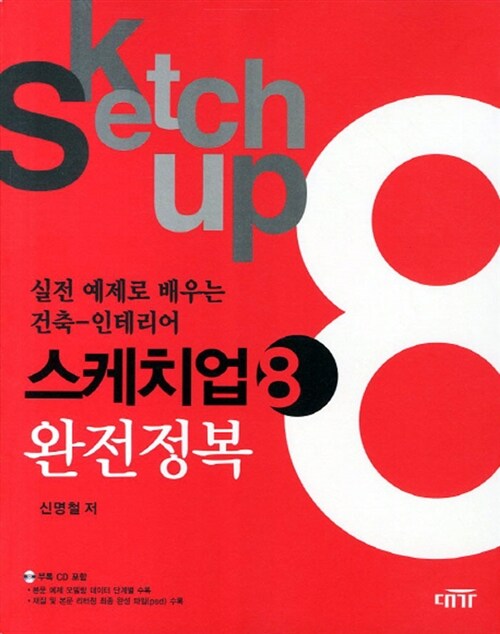 Sketch
up
8
실전 예제로 배우는
건축-인테리어
스케치업 8
완전정복
신명철 저
부록 CD 포함
• 본문 예제 모델링 데이터 단계별 수록
• 재질 및 본문 리터칭 최종 완성 파일(psd) 수록